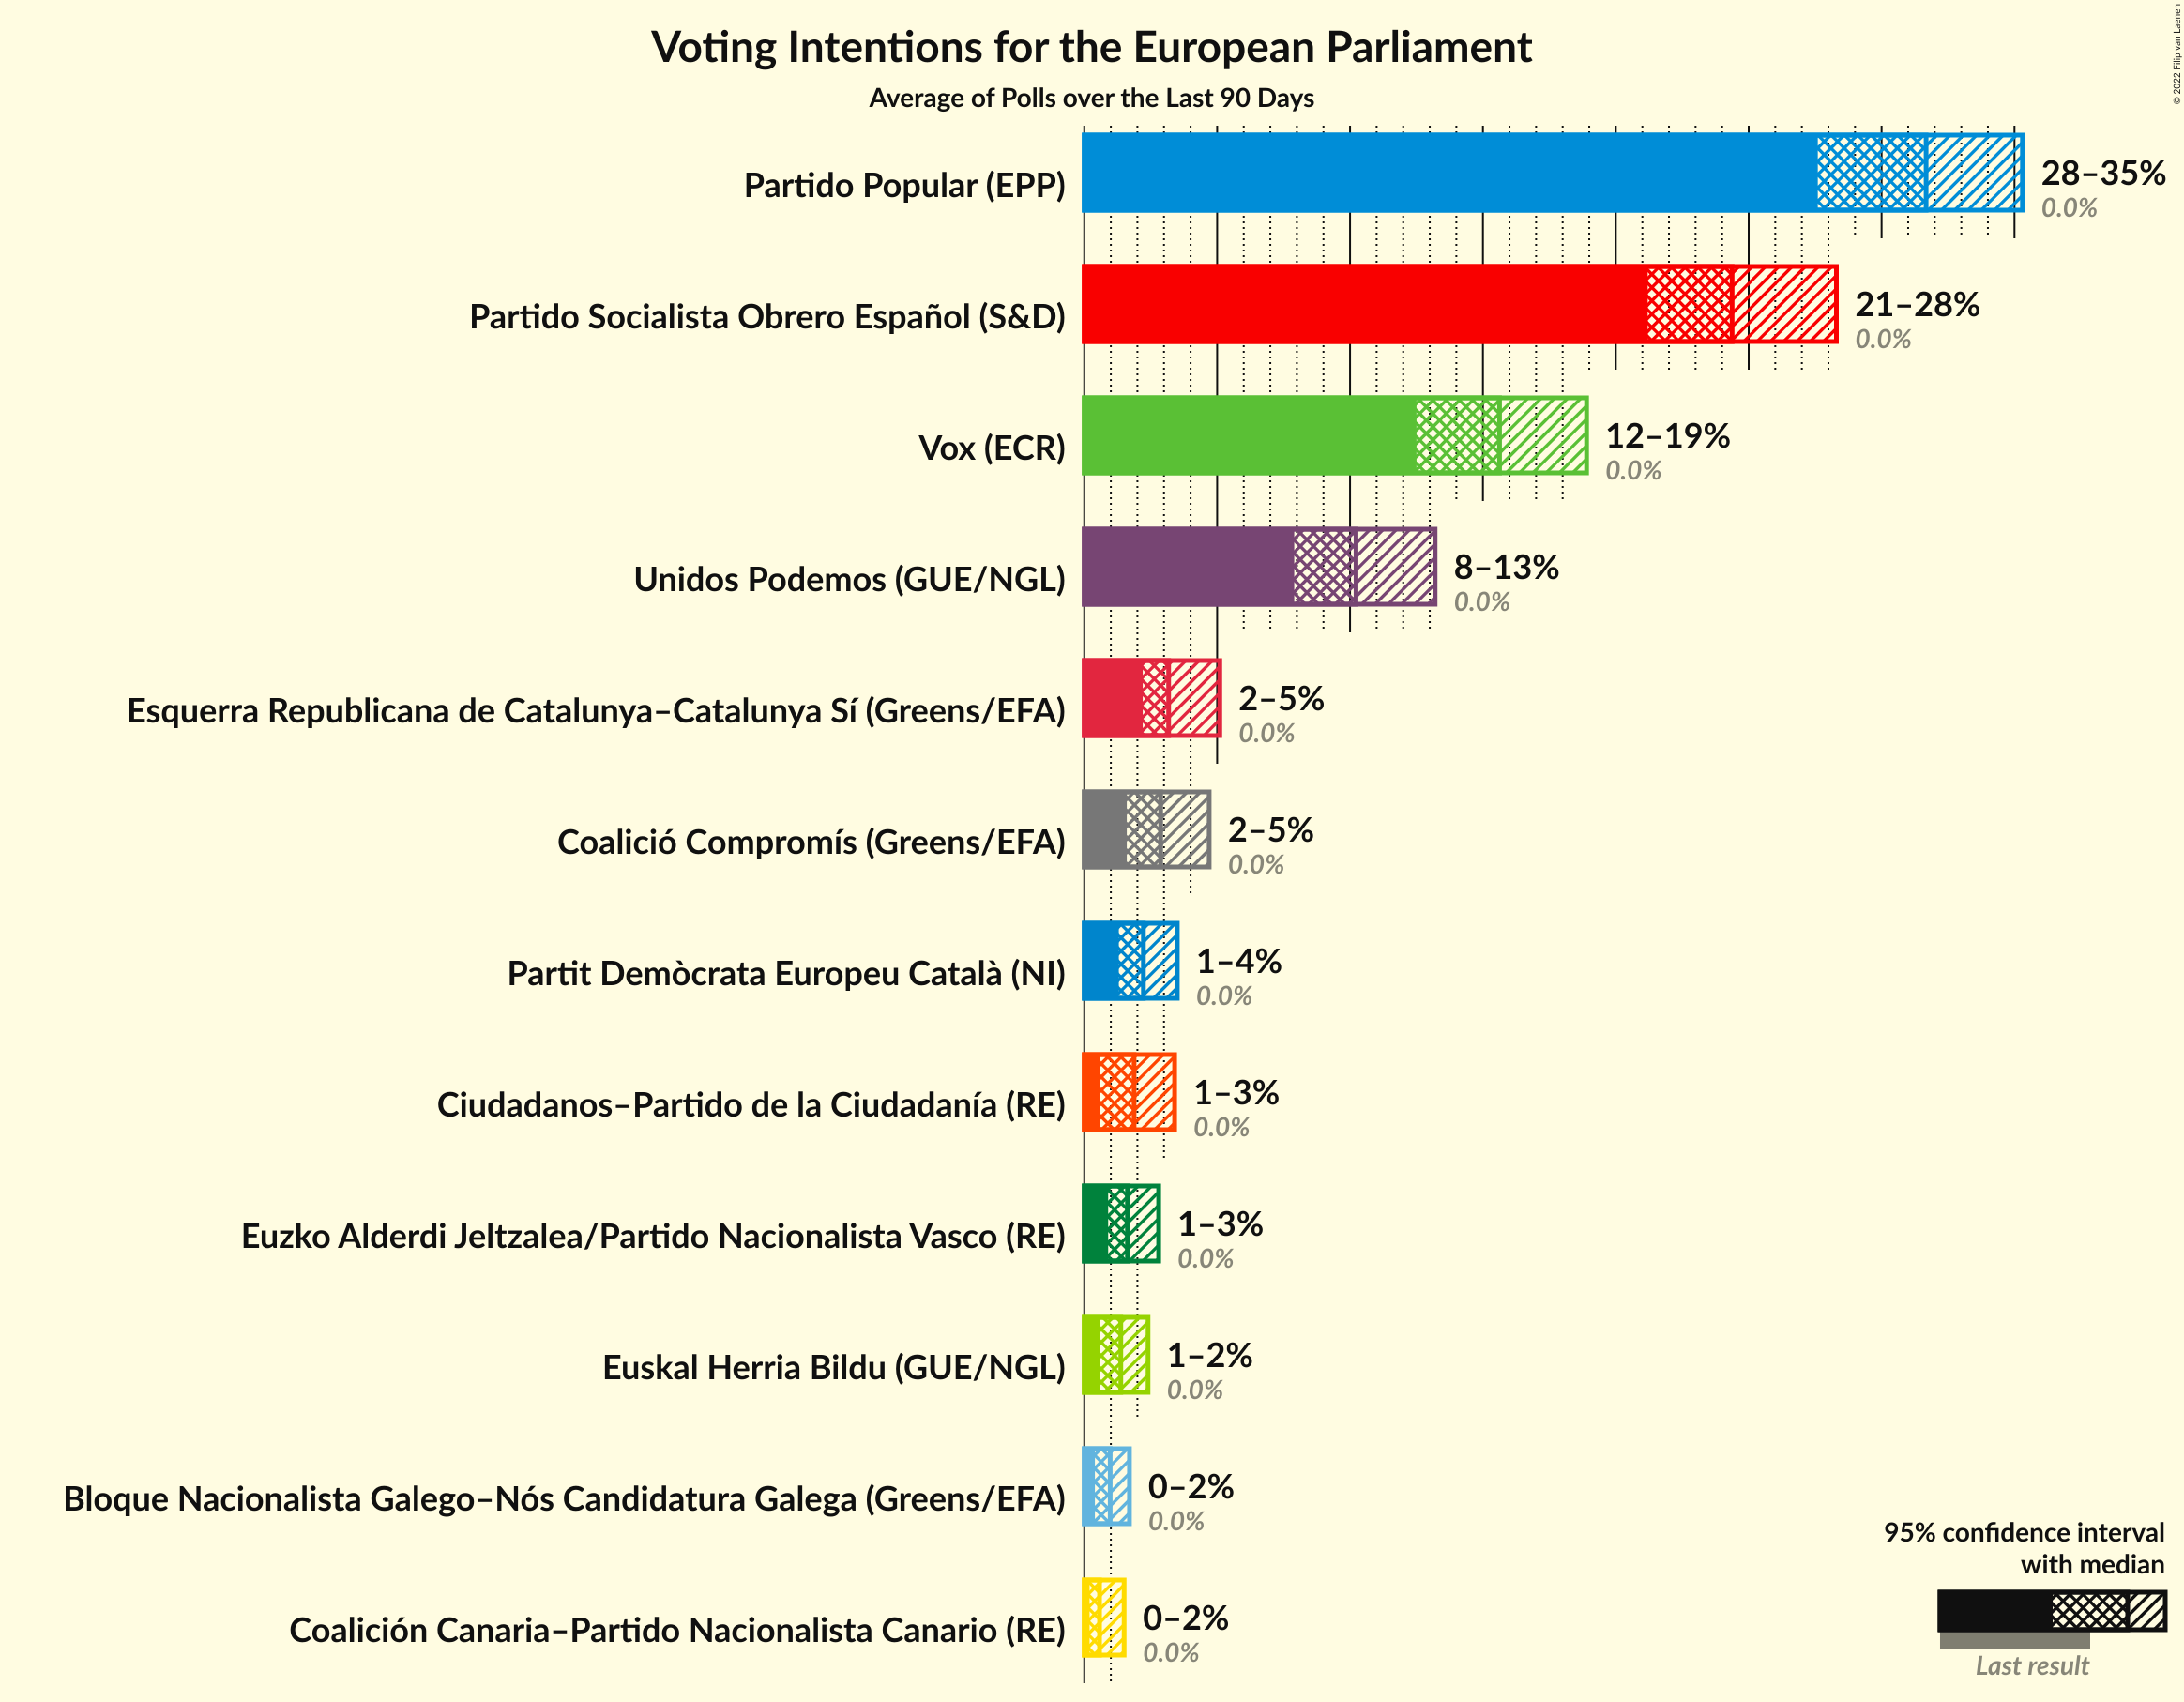 Voting Intentions for the European Parliament
Average of Polls over the Last 90 Days
© 2022 Filip van Laenen
Partido Popular (EPP)
28–35%
0.0%
Partido Socialista Obrero Español (S&D)
21–28%
0.0%
Vox (ECR)
12–19%
0.0%
Unidos Podemos (GUE/NGL)
8–13%
0.0%
Esquerra Republicana de Catalunya–Catalunya Sí (Greens/EFA)
2–5%
0.0%
Coalició Compromís (Greens/EFA)
2–5%
0.0%
Partit Demòcrata Europeu Català (NI)
1–4%
0.0%
Ciudadanos–Partido de la Ciudadanía (RE)
1–3%
0.0%
Euzko Alderdi Jeltzalea/Partido Nacionalista Vasco (RE)
1–3%
0.0%
Euskal Herria Bildu (GUE/NGL)
1–2%
0.0%
Bloque Nacionalista Galego–Nós Candidatura Galega (Greens/EFA)
0–2%
0.0%
Coalición Canaria–Partido Nacionalista Canario (RE)
0–2%
0.0%
95% confidence interval
with median
Last result